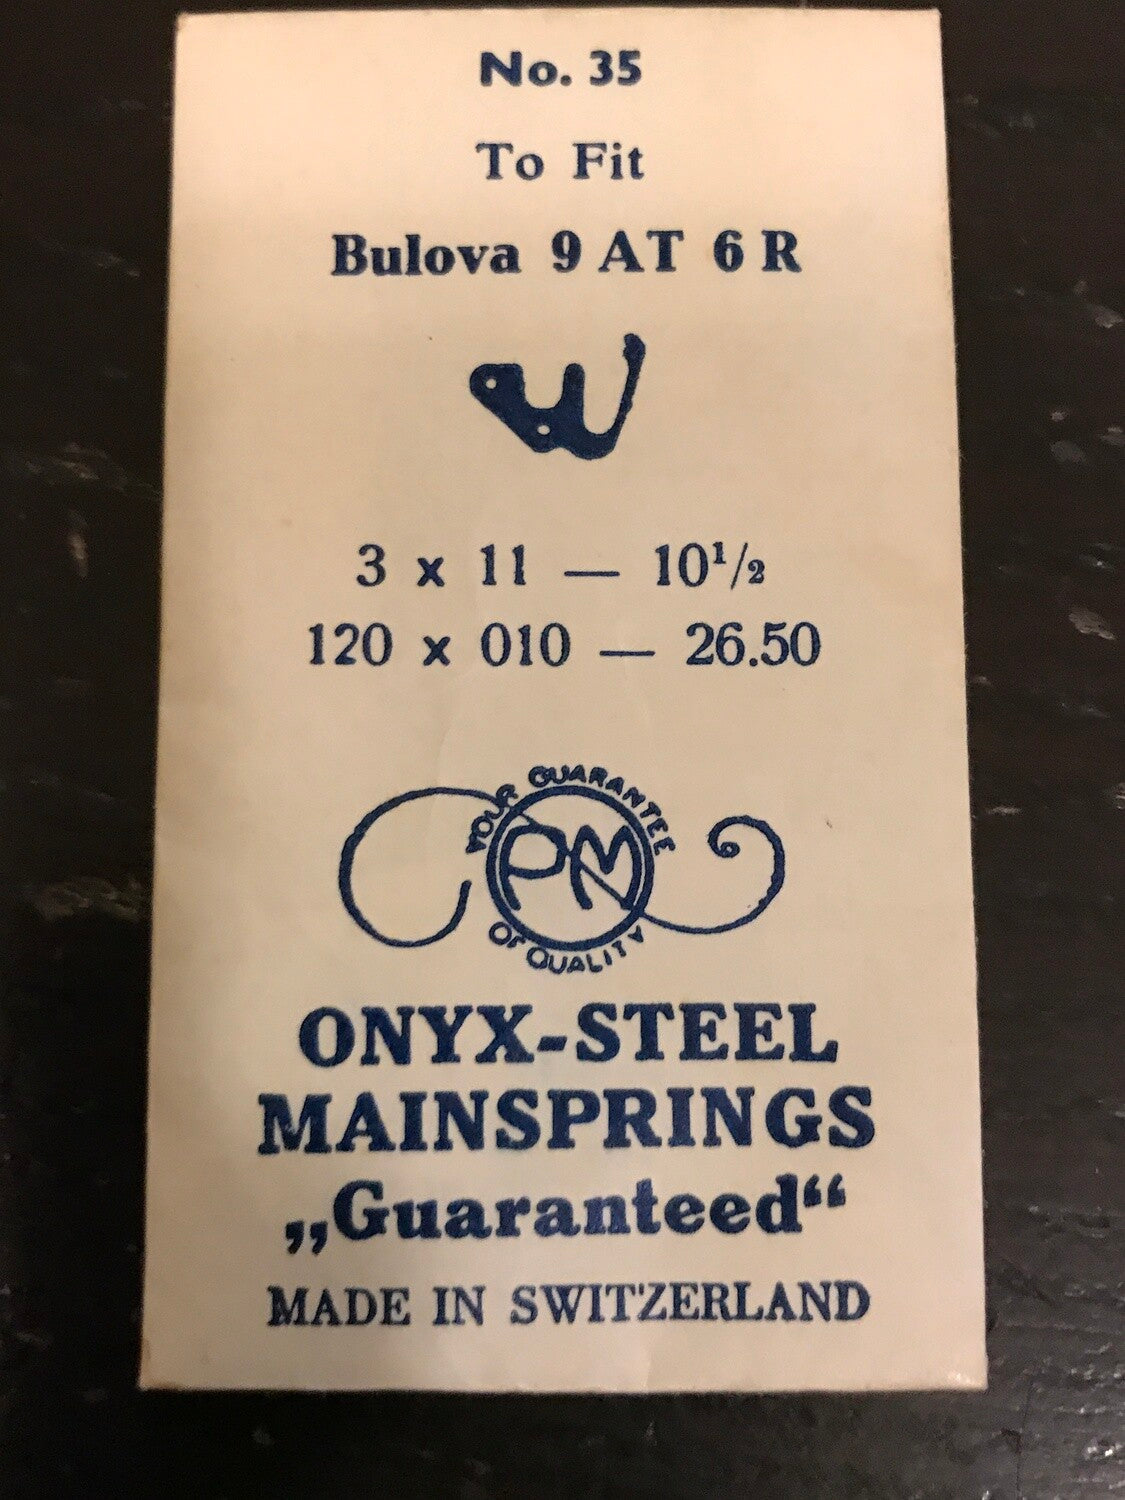 No. 35
To Fit
Bulova 9 AT 6 R
3 x 11 — 10¹/₂
120 x 010 — 26.50
YOUR GUARANTEE
PM
OF QUALITY
ONYX-STEEL
MAINSPRINGS
„Guaranteed“
MADE IN SWITZERLAND